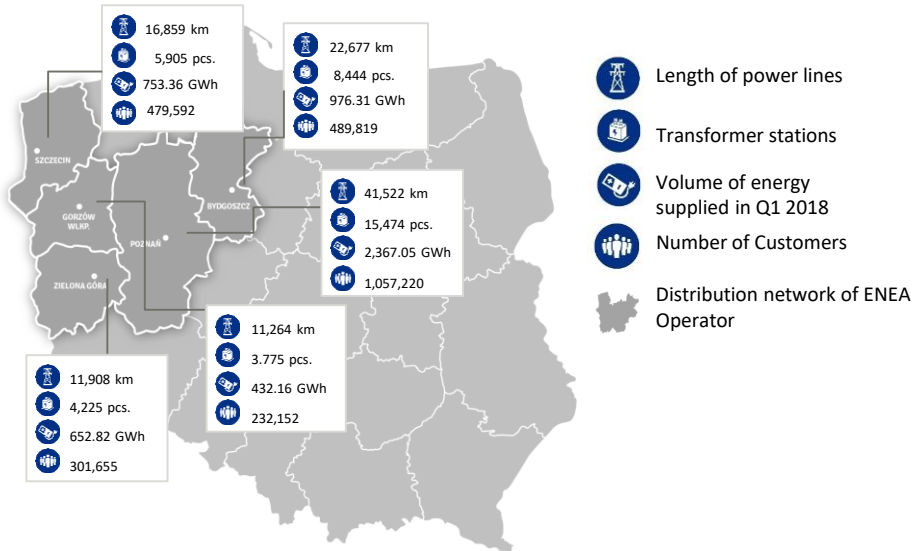 16,859 km
5,905 pcs.
753.36 GWh
479,592
22,677 km
8,444 pcs.
976.31 GWh
489,819
41,522 km
15,474 pcs.
2,367.05 GWh
1,057,220
11,264 km
3.775 pcs.
432.16 GWh
232,152
11,908 km
4,225 pcs.
652.82 GWh
301,655
SZCZECIN
GORZÓW
WLKP.
POZNAŃ
BYDGOSZCZ
ZIELONA GÓRA
Length of power lines
Transformer stations
Volume of energy
supplied in Q1 2018
Number of Customers
Distribution network of ENEA
Operator